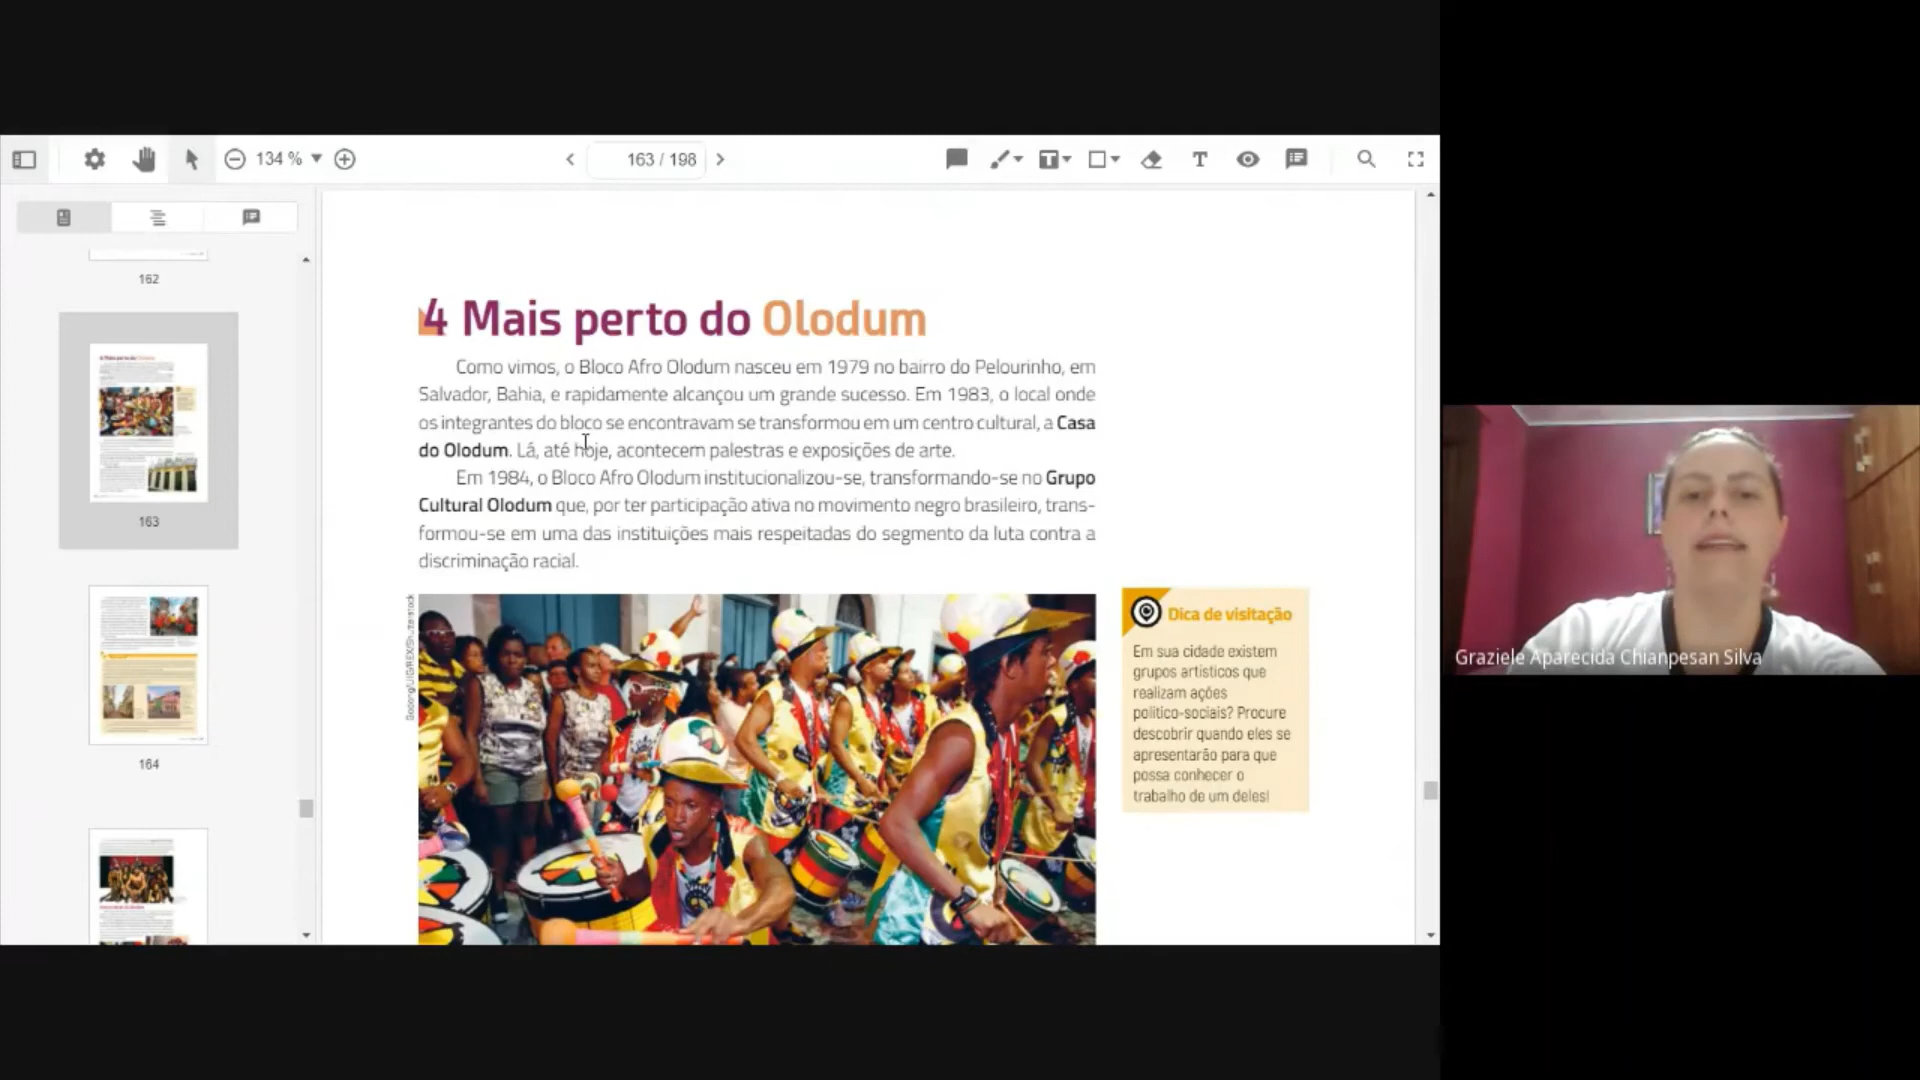 134 %
163 / 198
162
163
164
4 Mais perto do Olodum
Como vimos, o Bloco Afro Olodum nasceu em 1979 no bairro do Pelourinho, em
Salvador, Bahia, e rapidamente alcançou um grande sucesso. Em 1983, o local onde
os integrantes do bloco se encontravam se transformou em um centro cultural, a Casa
do Olodum. Lá, até hoje, acontecem palestras e exposições de arte.
Em 1984, o Bloco Afro Olodum institucionalizou-se, transformando-se no Grupo
Cultural Olodum que, por ter participação ativa no movimento negro brasileiro, trans-
formou-se em uma das instituições mais respeitadas do segmento da luta contra a
discriminação racial.
Godong/UIG/REX/Shutterstock
Dica de visitação
Em sua cidade existem
grupos artísticos que
realizam ações
político-sociais? Procure
descobrir quando eles se
apresentarão para que
possa conhecer o
trabalho de um deles!
Graziele Aparecida Chianpesan Silva